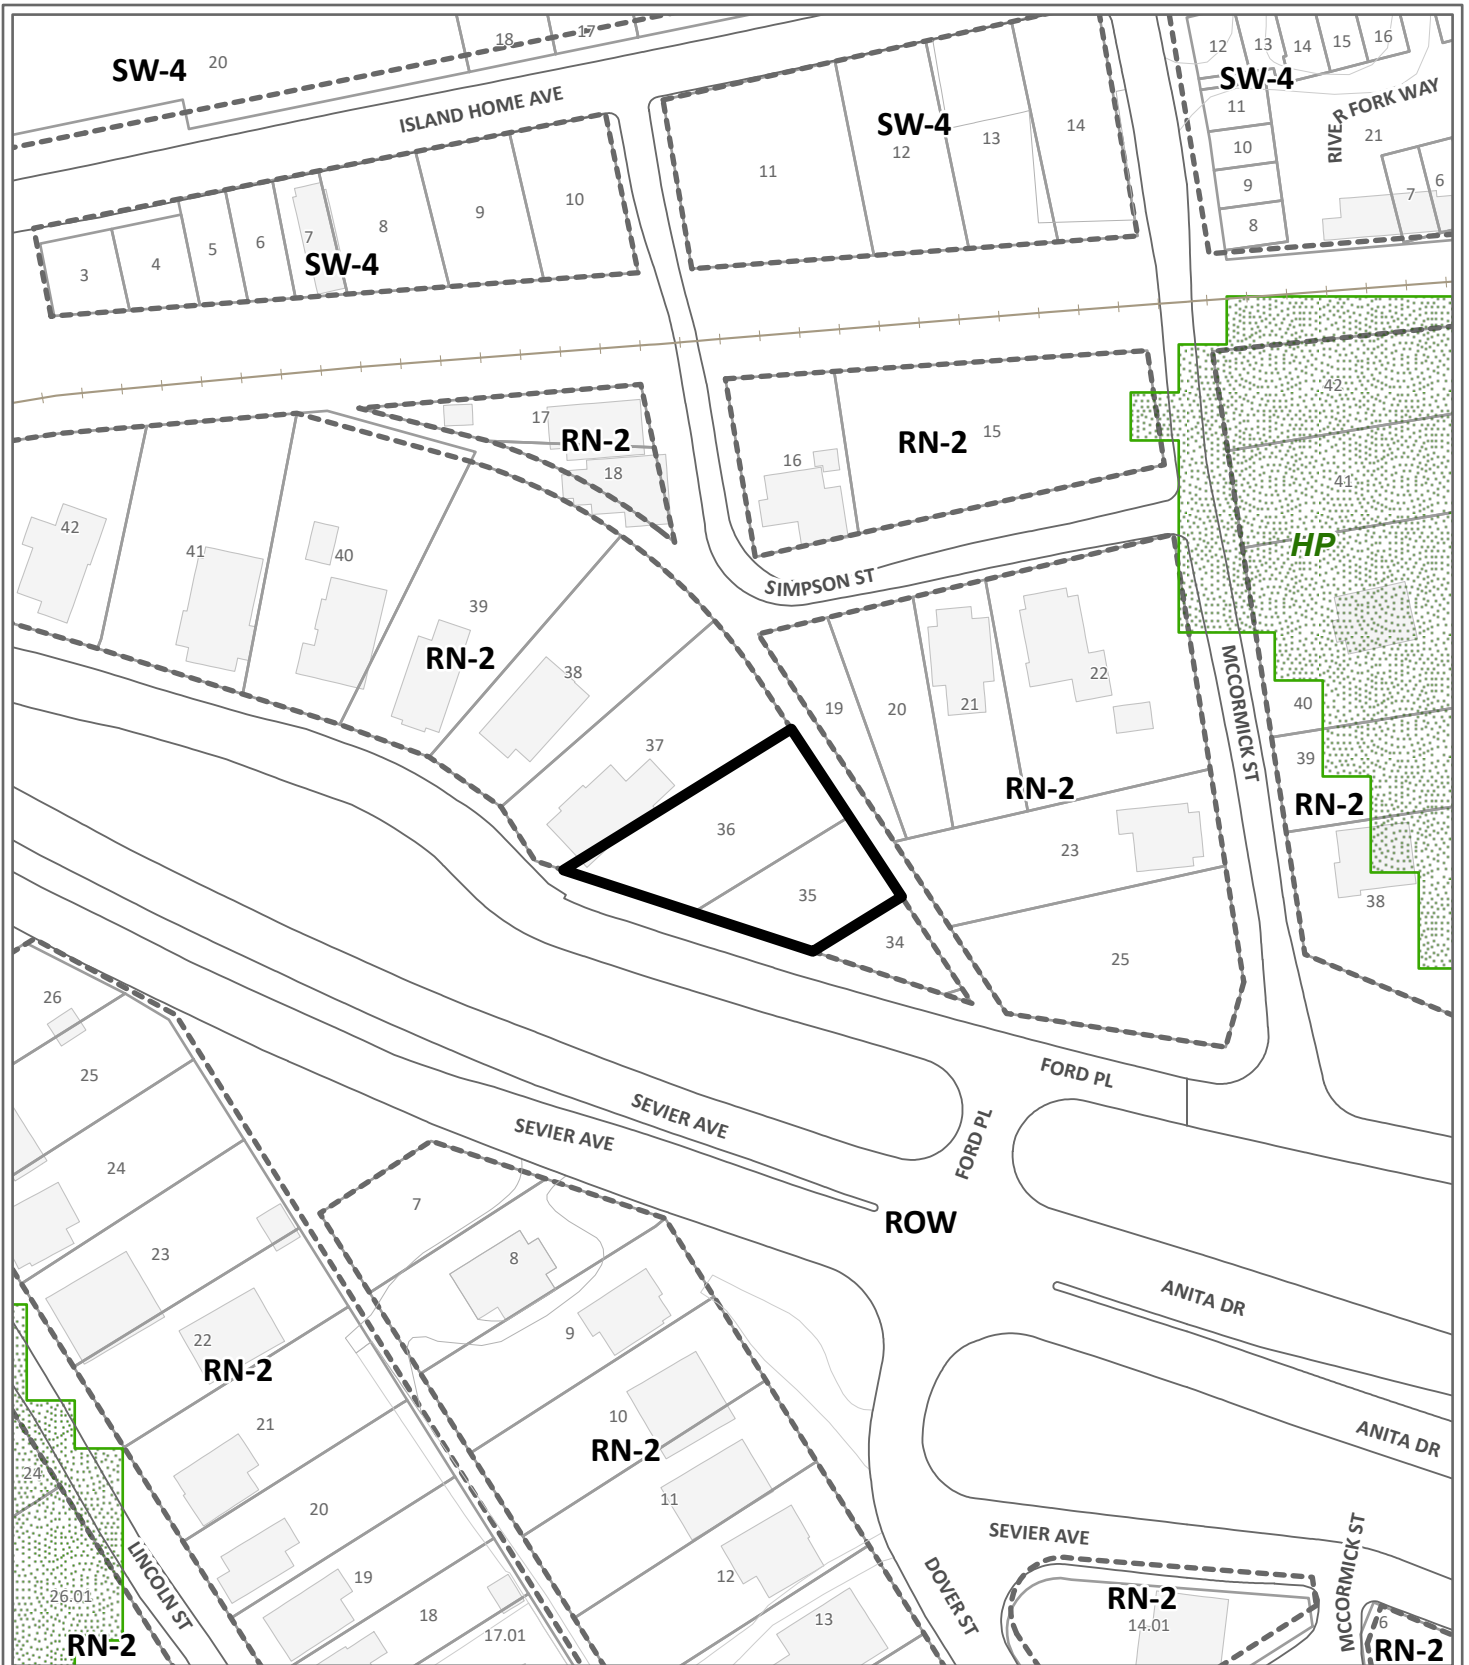 18
17
20
SW-4
12
13
14
15
16
SW-4
ISLAND HOME AVE
11
RIVER FORK WAY
SW-4
14
12
13
21
11
10
9
8
7
6
10
9
8
7
6
5
4
3
SW-4
42
17
RN-2
18
15
RN-2
16
41
HP
42
41
40
SIMPSON ST
39
RN-2
38
37
19
20
21
22
MCCORMICK ST
40
39
RN-2
RN-2
36
35
23
34
25
38
26
25
FORD PL
SEVIER AVE
SEVIER AVE
FORD PL
24
7
ROW
23
8
ANITA DR
22
RN-2
9
21
10
RN-2
ANITA DR
24
20
11
SEVIER AVE
MCCORMICK ST
LINCOLN ST
26.01
19
12
DOVER ST
RN-2
14.01
18
17.01
13
RN-2
6
RN-2